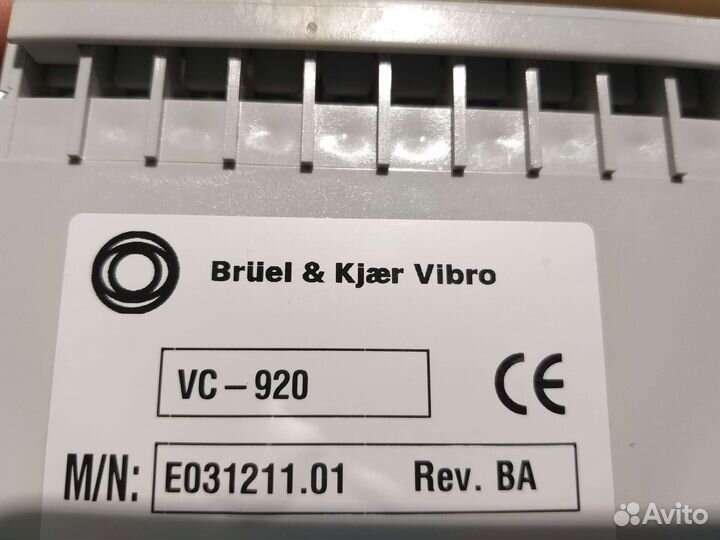 Brüel & Kjær Vibro
VC-920
CE
M/N: E031211.01 Rev. BA
Avito